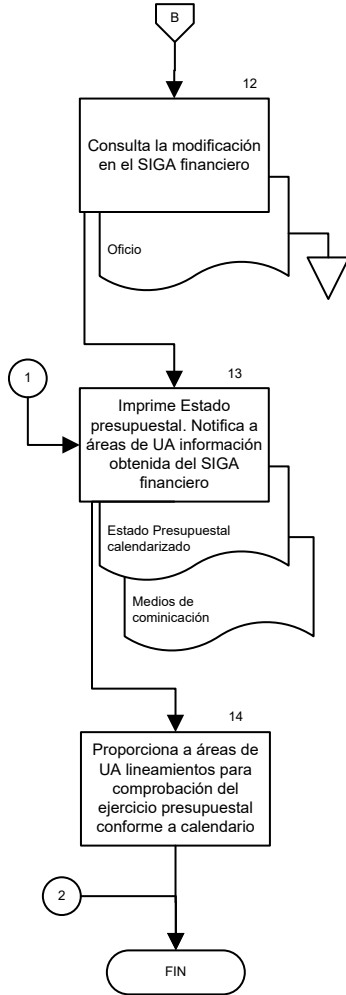 B
12
Consulta la modificación
en el SIGA financiero
Oficio
1
13
Imprime Estado
presupuestal. Notifica a
áreas de UA información
obtenida del SIGA
financiero
Estado Presupuestal
calendarizado
Medios de
cominicación
14
Proporciona a áreas de
UA lineamientos para
comprobación del
ejercicio presupuestal
conforme a calendario
2
FIN